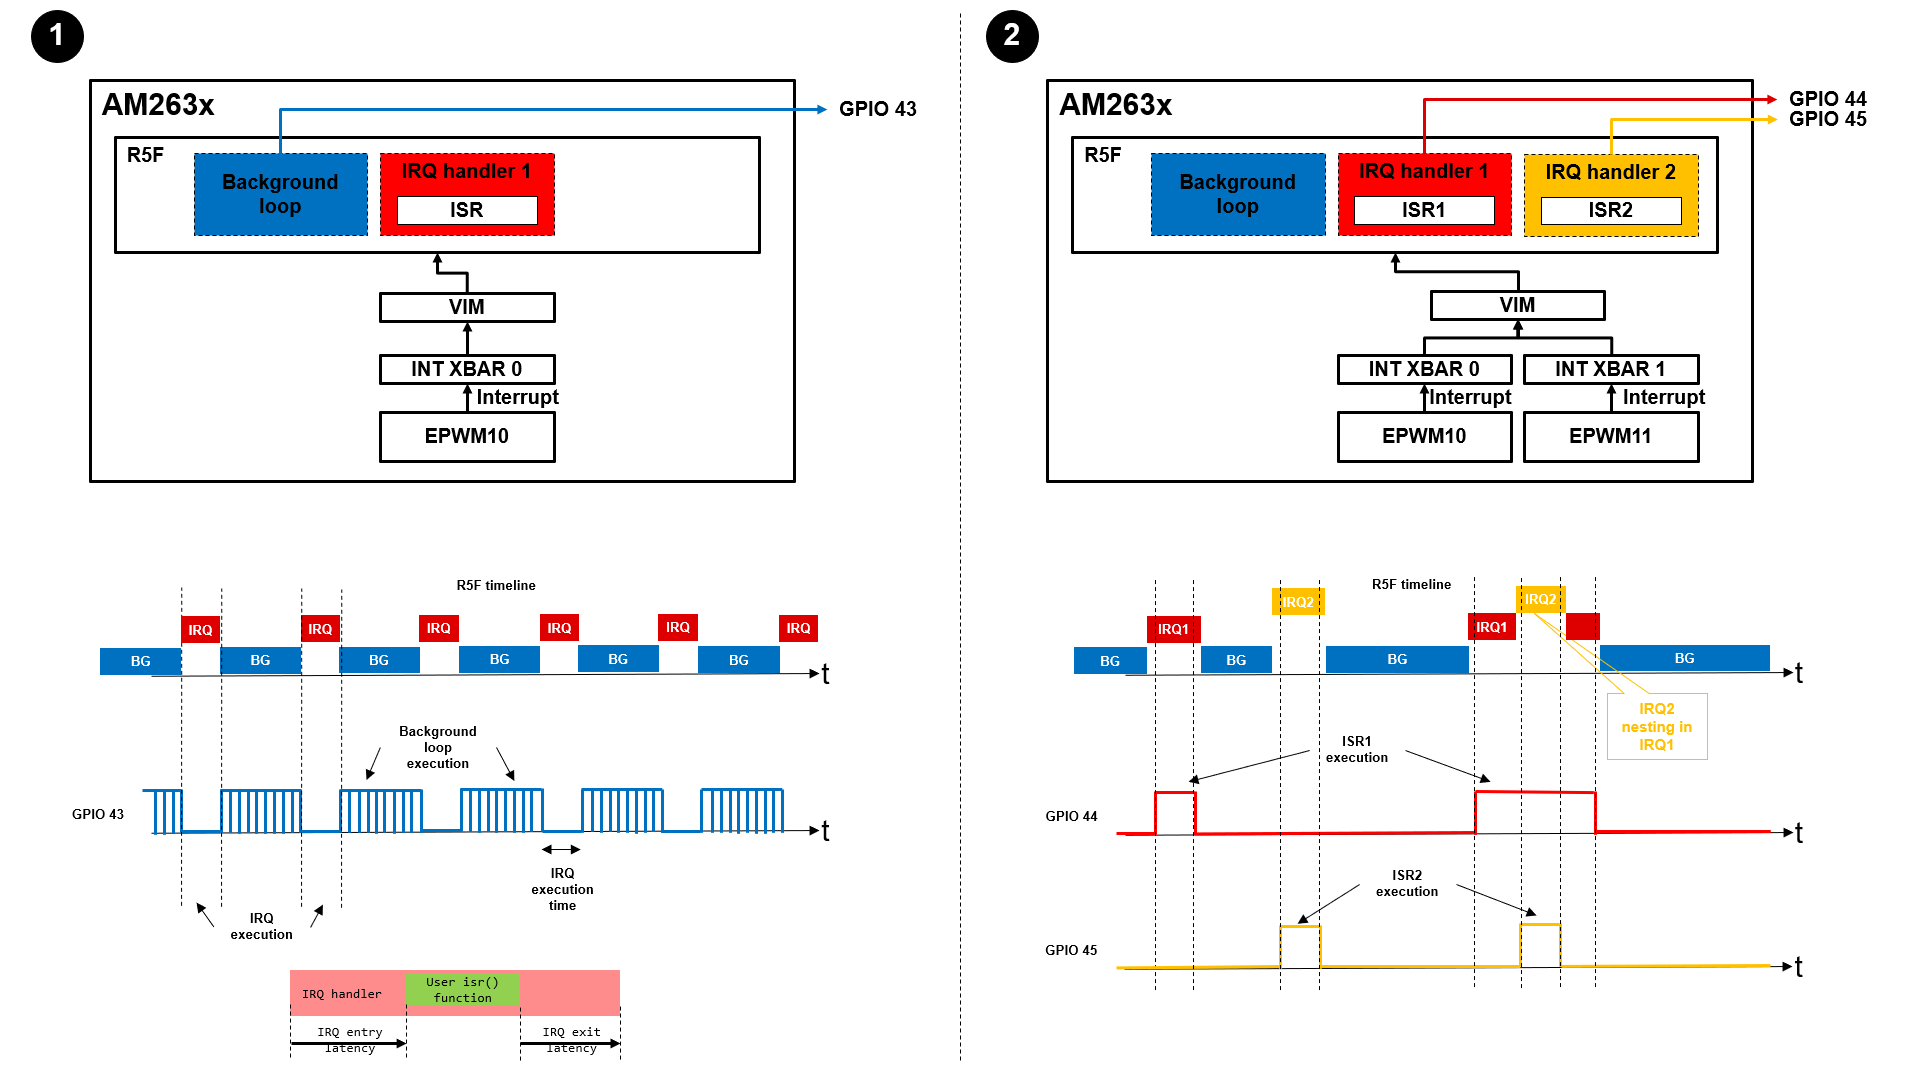 1
AM263x
GPIO 43
R5F
Background
loop
IRQ handler 1
ISR
VIM
INT XBAR 0
Interrupt
EPWM10
R5F timeline
IRQ
IRQ
IRQ
IRQ
IRQ
IRQ
BG
BG
BG
BG
BG
BG
t
Background
loop
execution
GPIO 43
t
IRQ
execution
time
IRQ
execution
IRQ handler
User isr()
function
IRQ entry
latency
IRQ exit
latency
2
AM263x
GPIO 44
GPIO 45
R5F
Background
loop
IRQ handler 1
ISR1
IRQ handler 2
ISR2
VIM
INT XBAR 0
INT XBAR 1
Interrupt
Interrupt
EPWM10
EPWM11
R5F timeline
IRQ2
IRQ2
IRQ1
IRQ1
BG
BG
BG
BG
t
IRQ2
nesting in
IRQ1
ISR1
execution
GPIO 44
t
ISR2
execution
GPIO 45
t